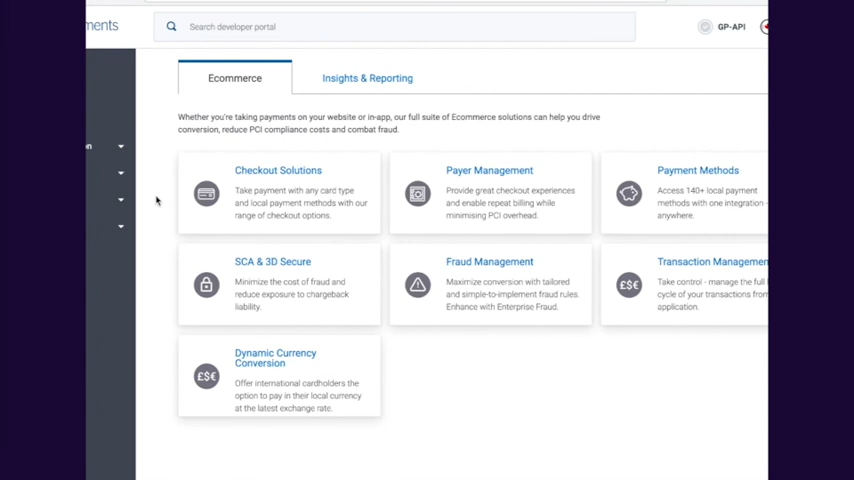 ments
Search developer portal
GP-API
Ecommerce
Insights & Reporting
Whether you're taking payments on your website or in-app, our full suite of Ecommerce solutions can help you drive
conversion, reduce PCI compliance costs and combat fraud.
on
Checkout Solutions
Take payment with any card type
and local payment methods with our
range of checkout options.
Payer Management
Provide great checkout experiences
and enable repeat billing while
minimising PCI overhead.
Payment Methods
Access 140+ local payment
methods with one integration -
anywhere.
SCA & 3D Secure
Minimize the cost of fraud and
reduce exposure to chargeback
liability.
Fraud Management
Maximize conversion with tailored
and simple-to-implement fraud rules.
Enhance with Enterprise Fraud.
£$€
Transaction Managemen
Take control - manage the full l
cycle of your transactions from
application.
£$€
Dynamic Currency
Conversion
Offer international cardholders the
option to pay in their local currency
at the latest exchange rate.